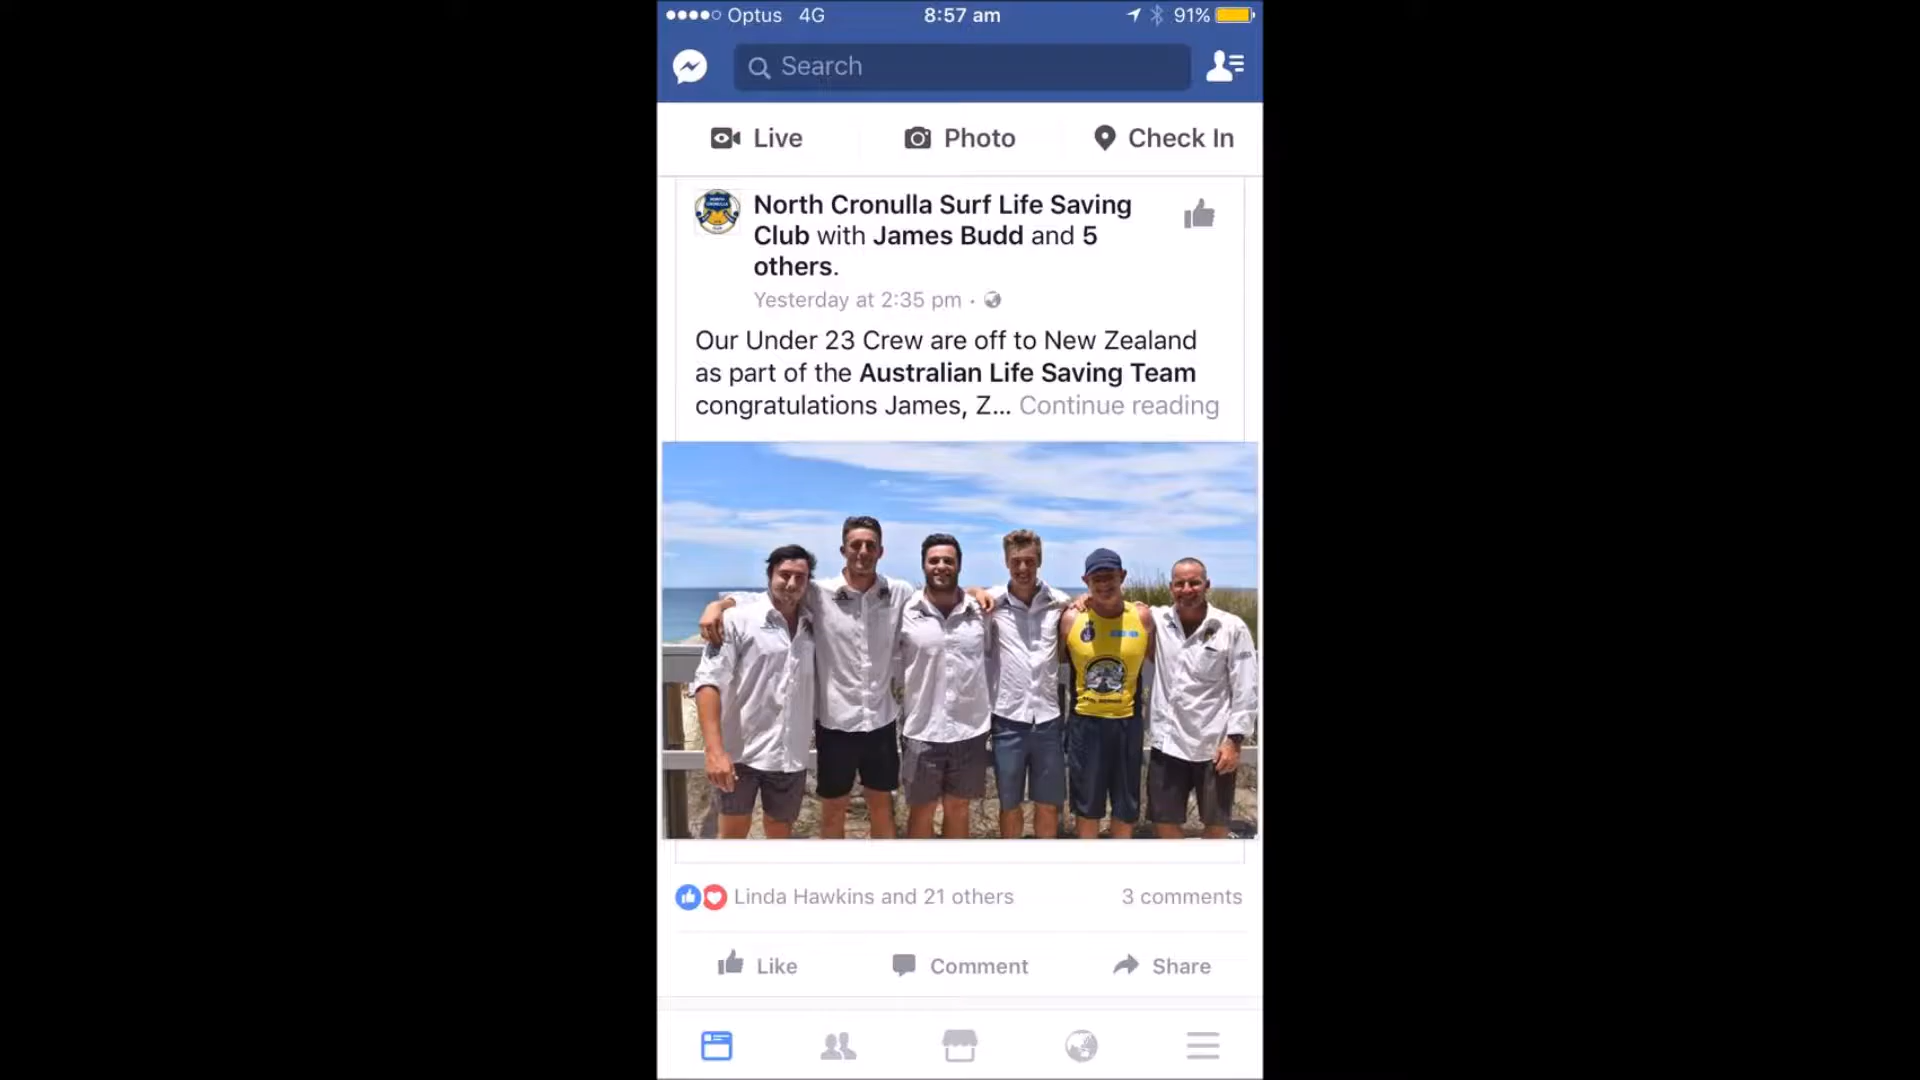 Optus 4G 8:57 am 91%
Search
Live Photo Check In
North Cronulla Surf Life Saving
Club with James Budd and 5
others.
Yesterday at 2:35 pm ·
Our Under 23 Crew are off to New Zealand
as part of the Australian Life Saving Team
congratulations James, Z... Continue reading
Linda Hawkins and 21 others 3 comments
Like Comment Share